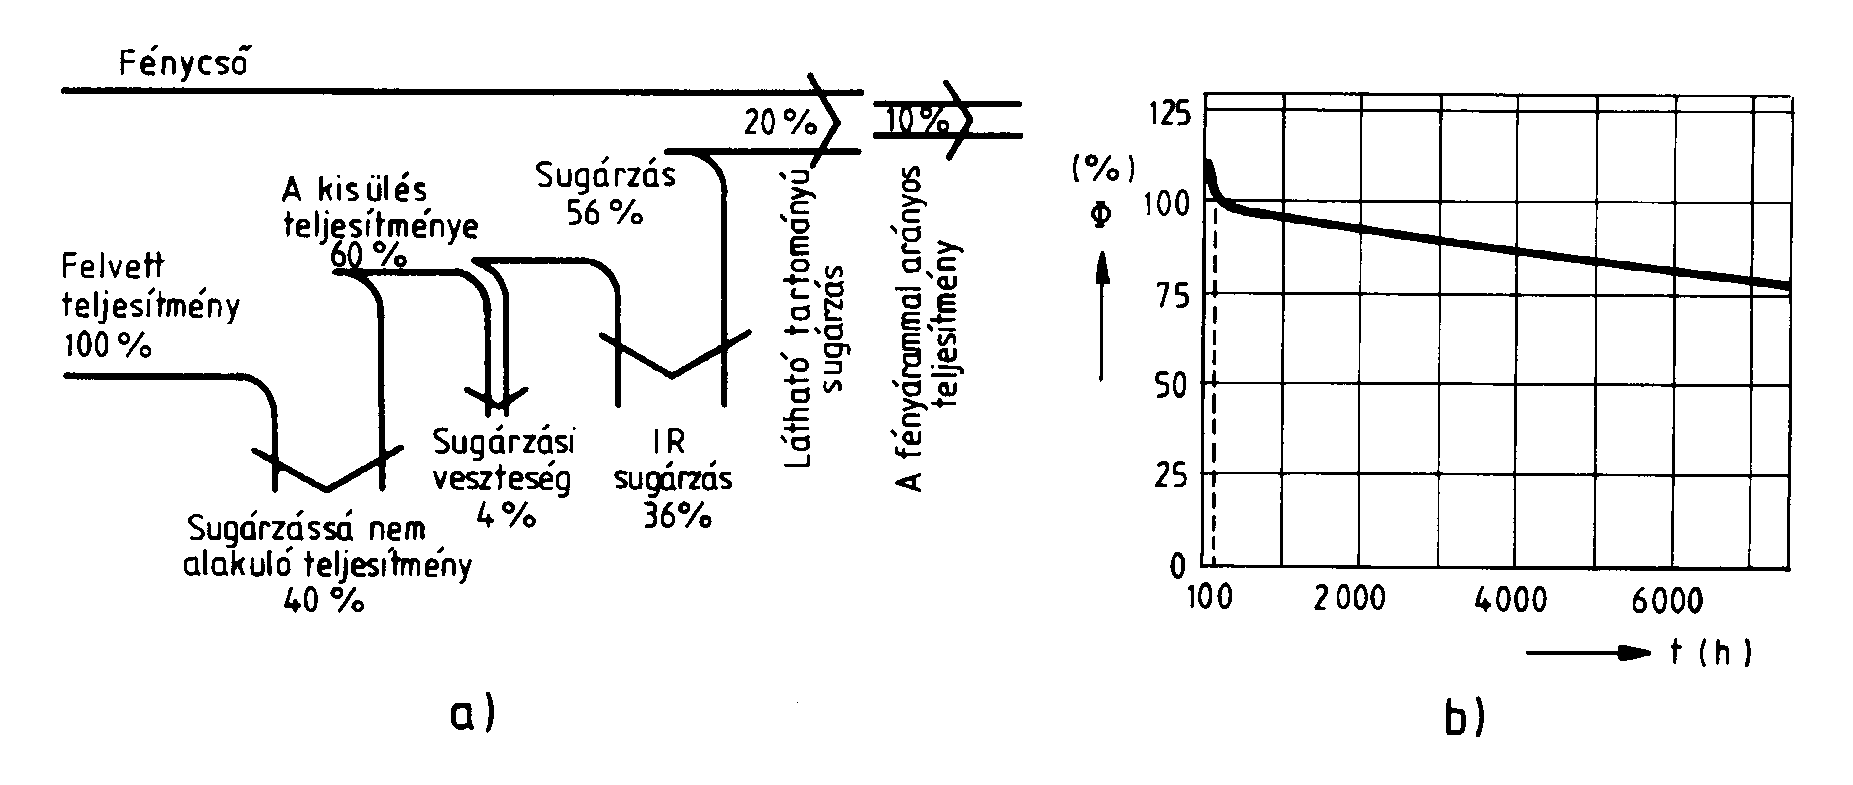 Fénycső
20 %
10 %
Sugárzás
56 %
A kisülés
teljesítménye
60 %
Felvett
teljesítmény
100 %
Látható tartományú
sugárzás
A fényárammal arányos
teljesítmény
Sugárzási
veszteség
4 %
IR
sugárzás
36%
Sugárzássá nem
alakuló teljesítmény
40 %
a)
(%)
Φ
125
100
75
50
25
0
100 2000 4000 6000
t (h)
b)